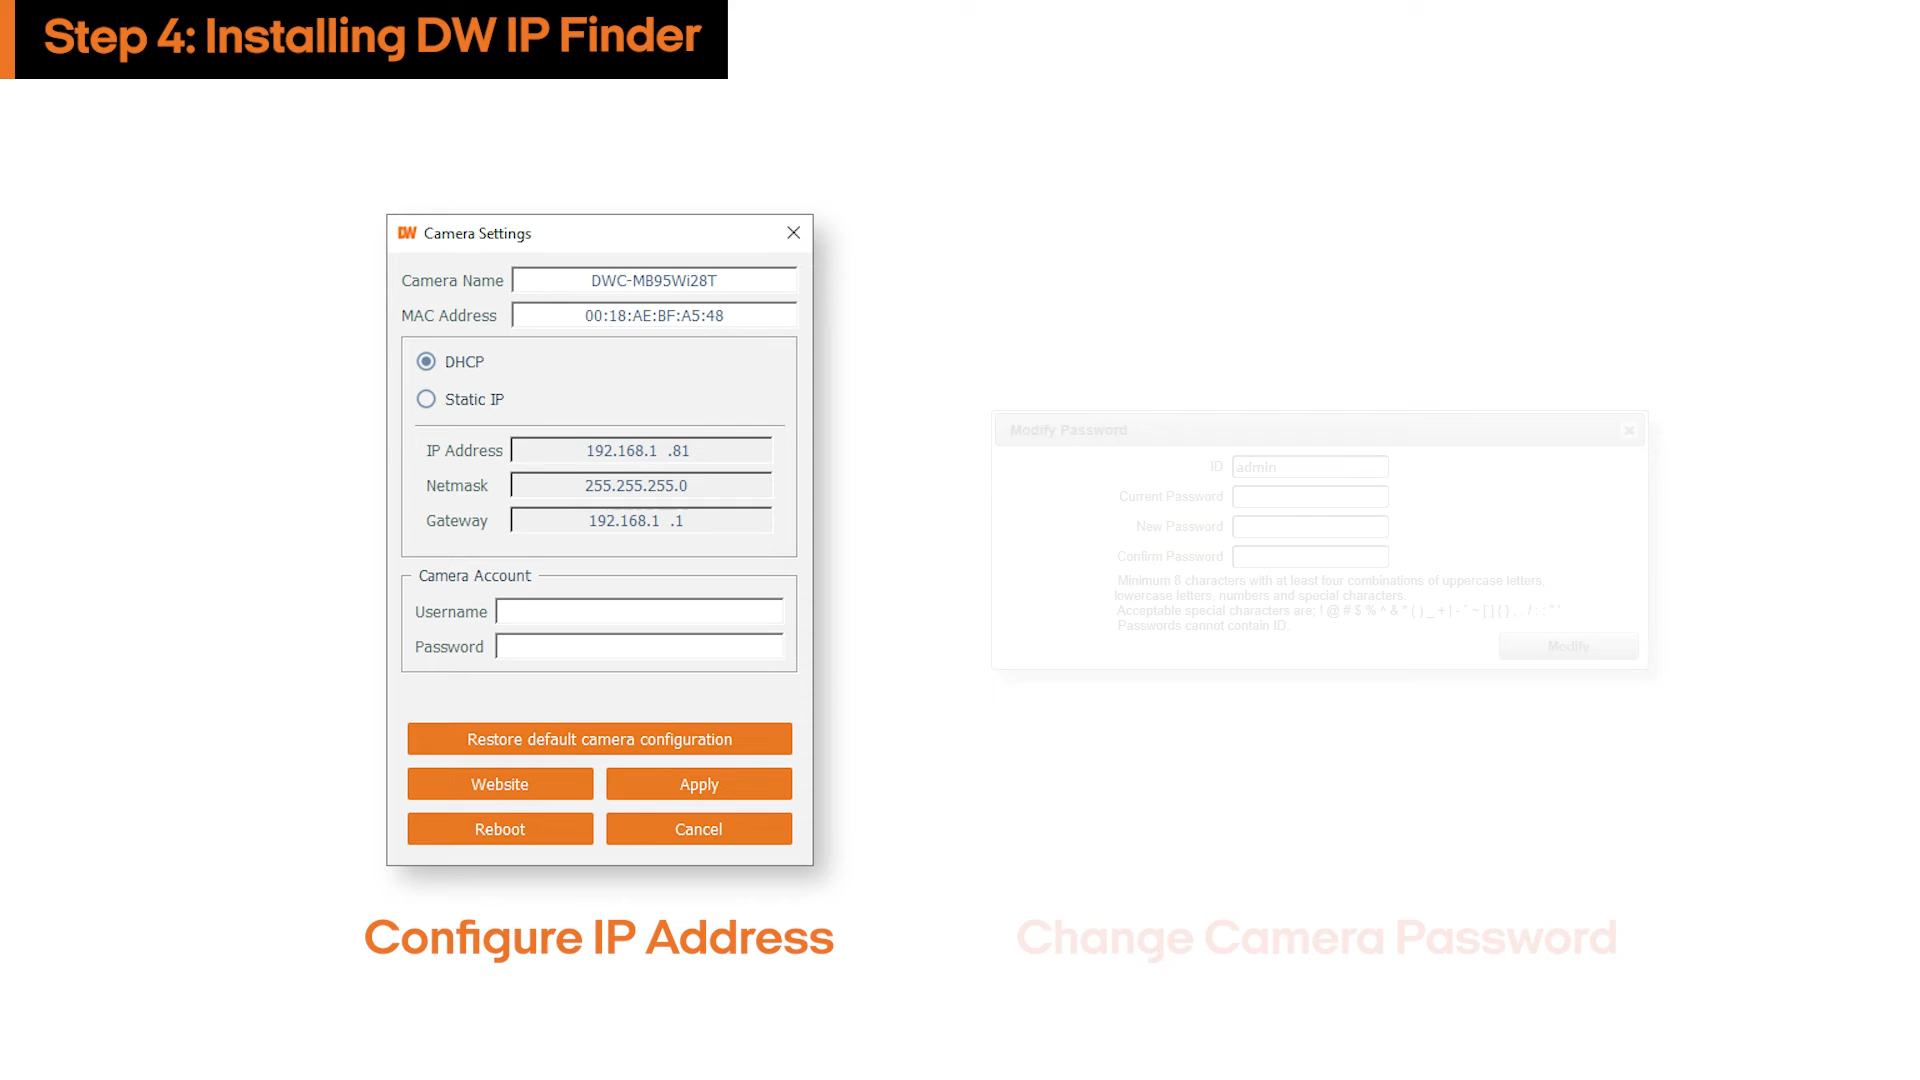 Step 4: Installing DW IP Finder
DW Camera Settings
Camera Name DWC-MB95Wi28T
MAC Address 00:18:AE:BF:A5:48
DHCP
Static IP
IP Address 192.168.1 .81
Netmask 255.255.255.0
Gateway 192.168.1 .1
Camera Account
Username
Password
Restore default camera configuration
Website Apply
Reboot Cancel
Configure IP Address
Modify Password
ID admin
Current Password
New Password
Confirm Password
Minimum 8 characters with at least four combinations of uppercase letters,
lowercase letters, numbers and special characters.
Acceptable special characters are:
Passwords cannot contain ID.
Modify
Change Camera Password